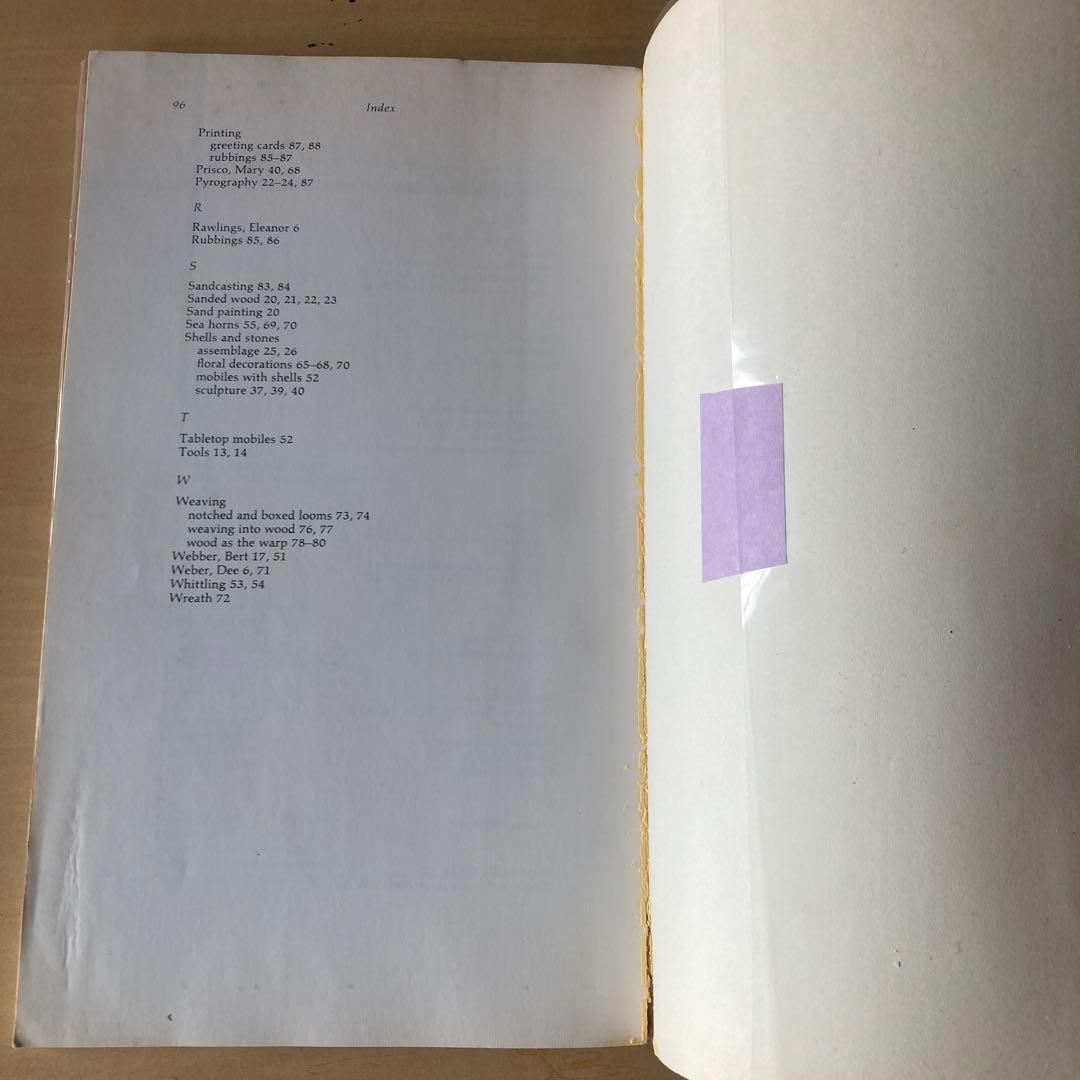 96
Index
Printing
greeting cards 87, 88
rubbings 85–87
Prisco, Mary 40, 68
Pyrography 22–24, 87
R
Rawlings, Eleanor 6
Rubbings 85, 86
S
Sandcasting 83, 84
Sanded wood 20, 21, 22, 23
Sand painting 20
Sea horns 55, 69, 70
Shells and stones
assemblage 25, 26
floral decorations 65–68, 70
mobiles with shells 52
sculpture 37, 39, 40
T
Tabletop mobiles 52
Tools 13, 14
W
Weaving
notched and boxed looms 73, 74
weaving into wood 76, 77
wood as the warp 78–80
Webber, Bert 17, 51
Weber, Dee 6, 71
Whittling 53, 54
Wreath 72